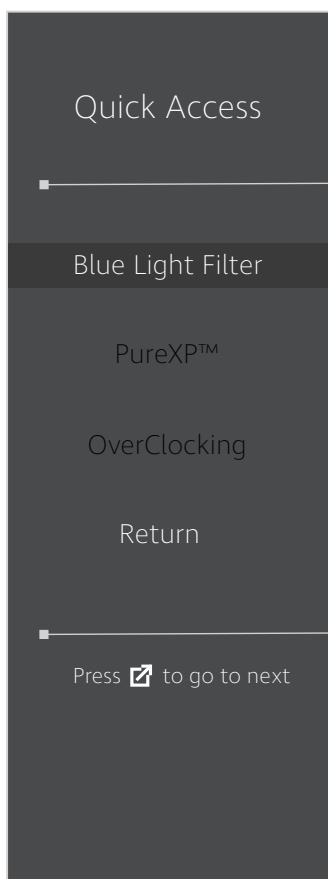 Quick Access
Blue Light Filter
PureXP™
OverClocking
Return
Press to go to next